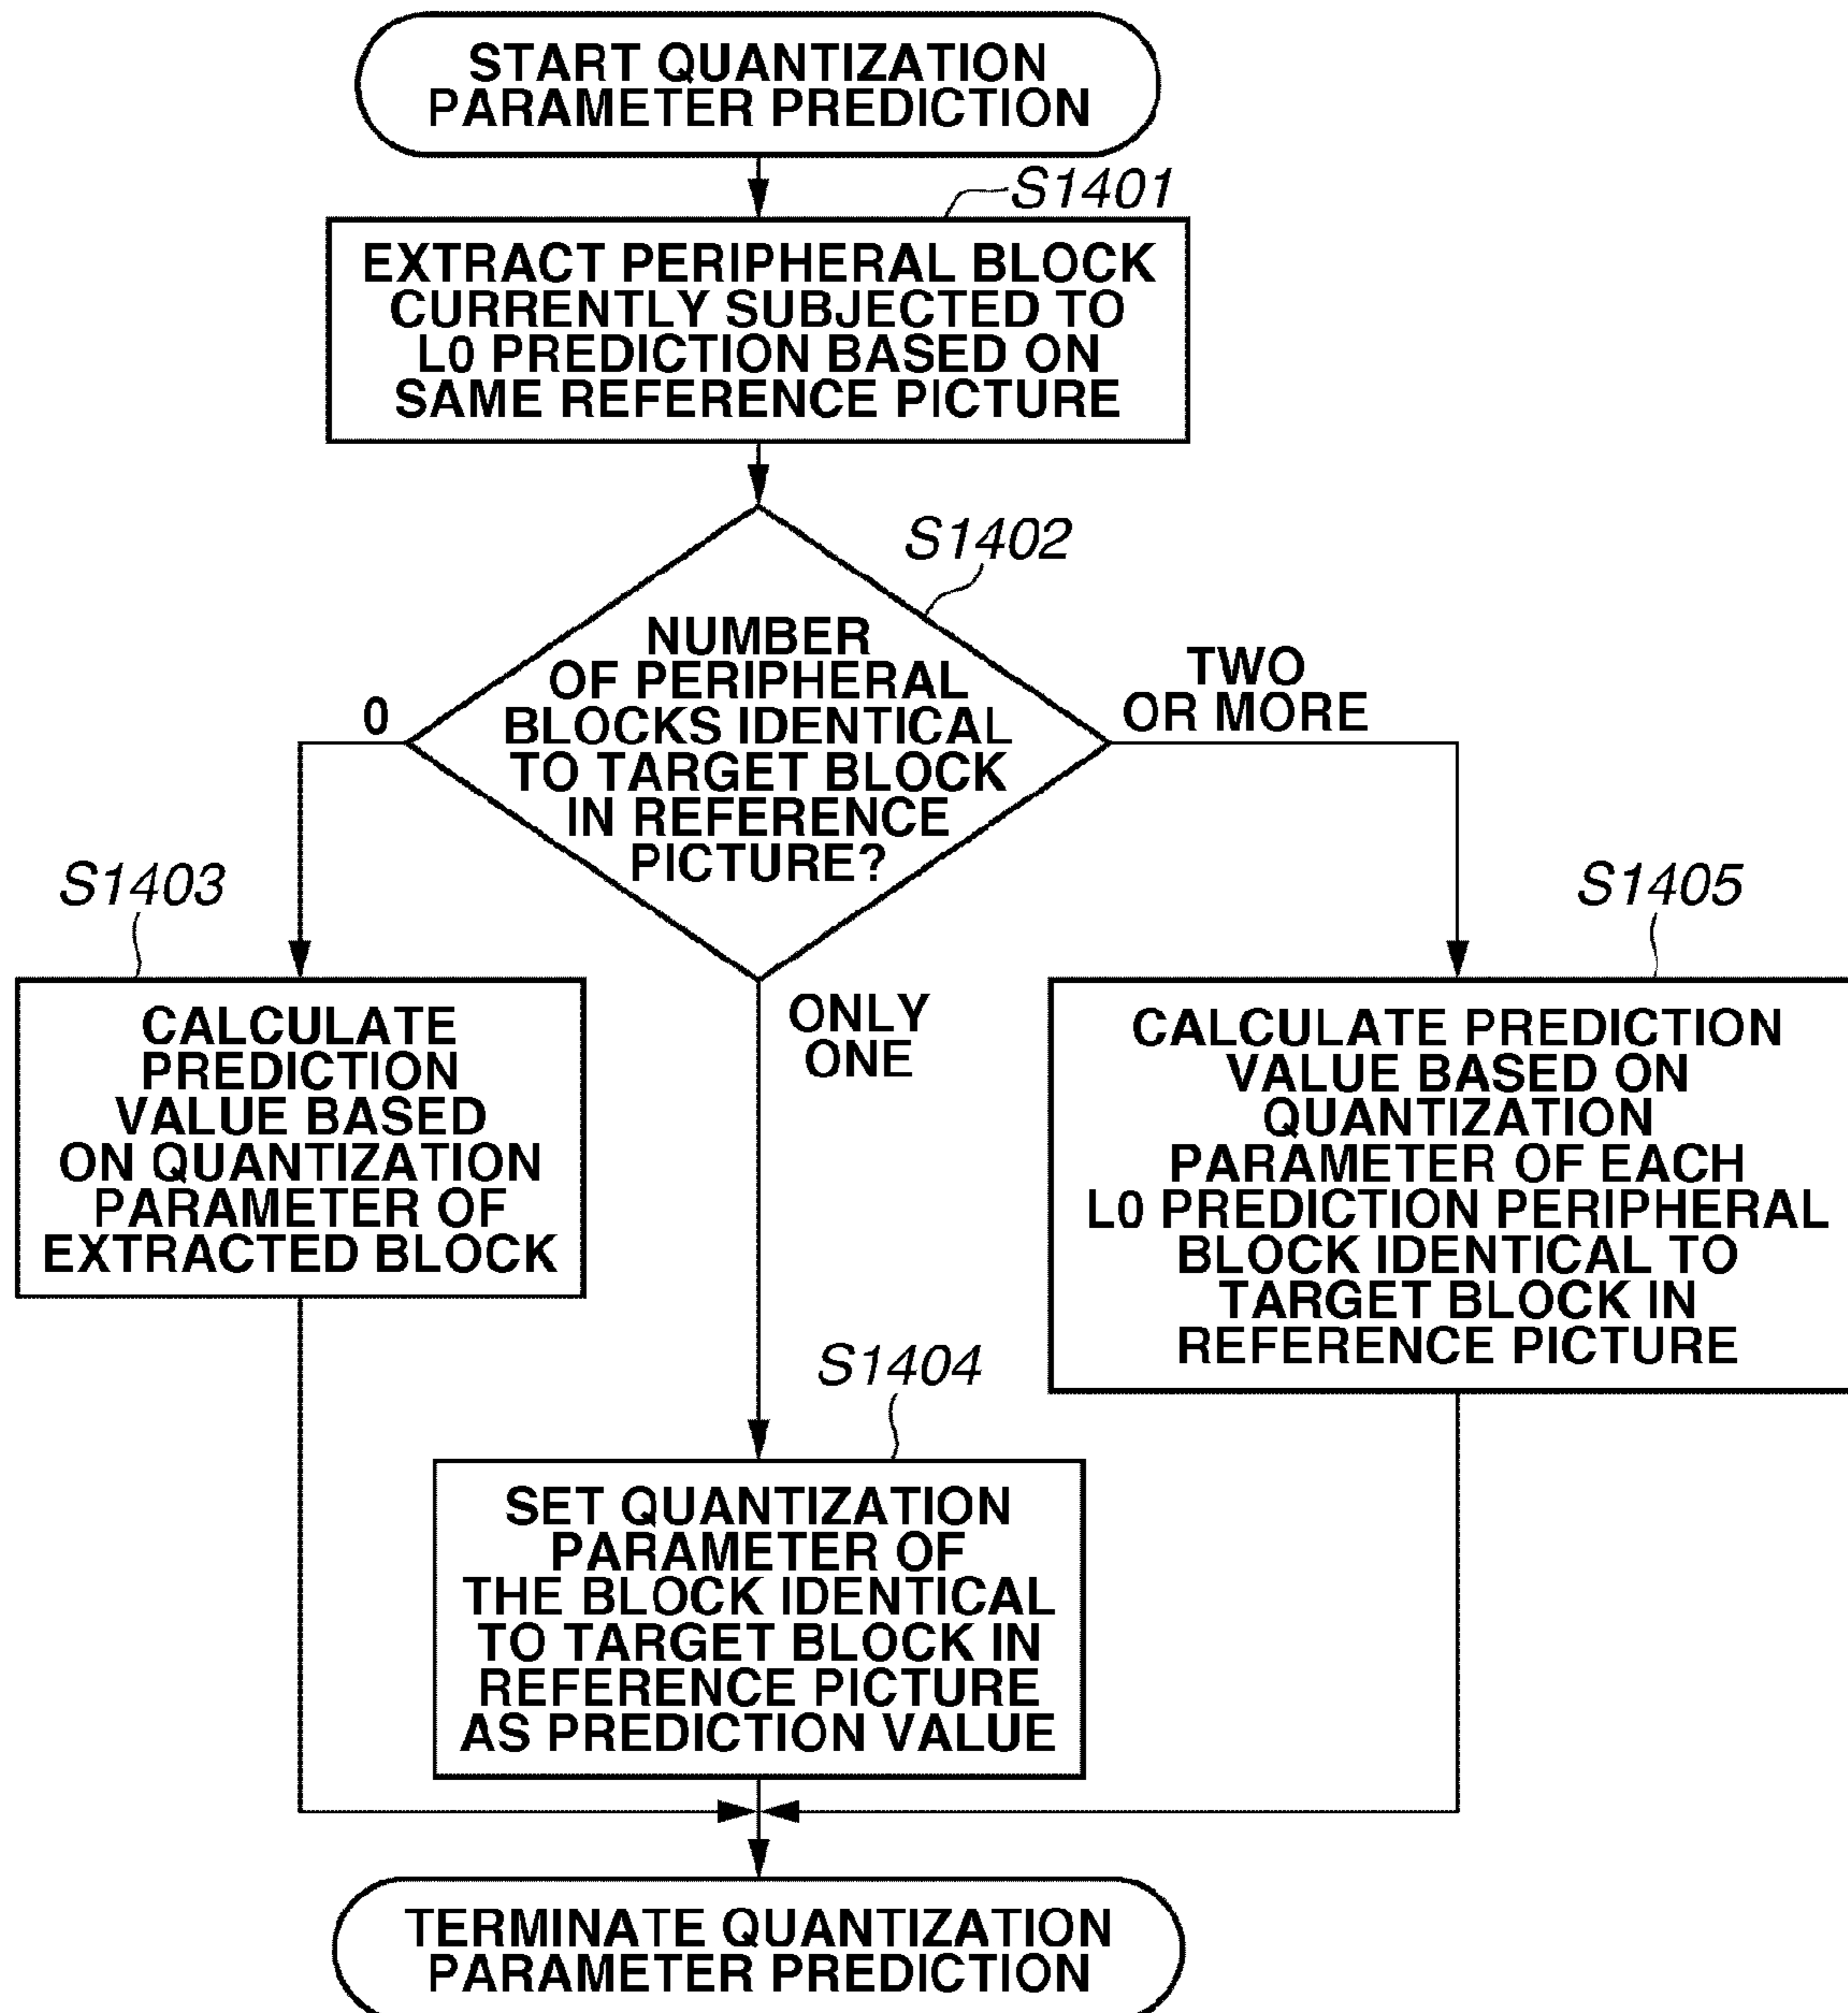 START QUANTIZATION
PARAMETER PREDICTION
S1401
EXTRACT PERIPHERAL BLOCK
CURRENTLY SUBJECTED TO
L0 PREDICTION BASED ON
SAME REFERENCE PICTURE
S1402
NUMBER
OF PERIPHERAL
BLOCKS IDENTICAL
TO TARGET BLOCK
IN REFERENCE
PICTURE?
0
TWO
OR MORE
ONLY
ONE
S1403
CALCULATE
PREDICTION
VALUE BASED
ON QUANTIZATION
PARAMETER OF
EXTRACTED BLOCK
S1405
CALCULATE PREDICTION
VALUE BASED ON
QUANTIZATION
PARAMETER OF EACH
L0 PREDICTION PERIPHERAL
BLOCK IDENTICAL TO
TARGET BLOCK IN
REFERENCE PICTURE
S1404
SET QUANTIZATION
PARAMETER OF
THE BLOCK IDENTICAL
TO TARGET BLOCK IN
REFERENCE PICTURE
AS PREDICTION VALUE
TERMINATE QUANTIZATION
PARAMETER PREDICTION